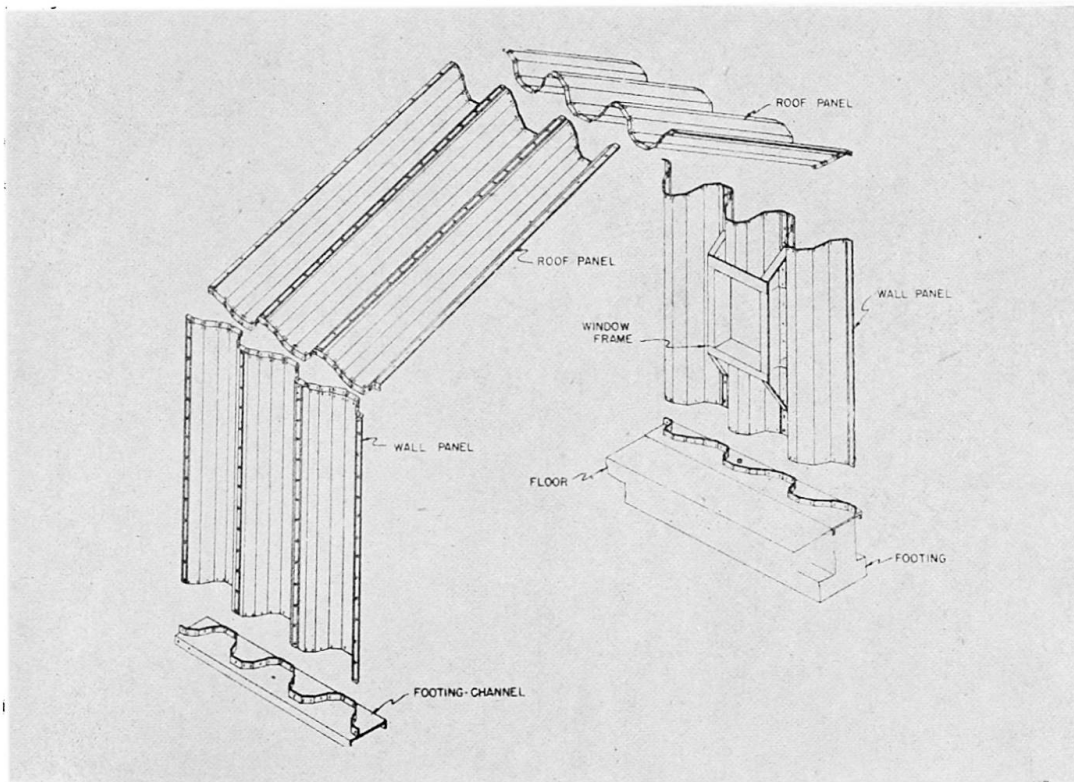 ROOF PANEL
ROOF PANEL
WALL PANEL
WINDOW
FRAME
WALL PANEL
FLOOR
FOOTING
FOOTING-CHANNEL